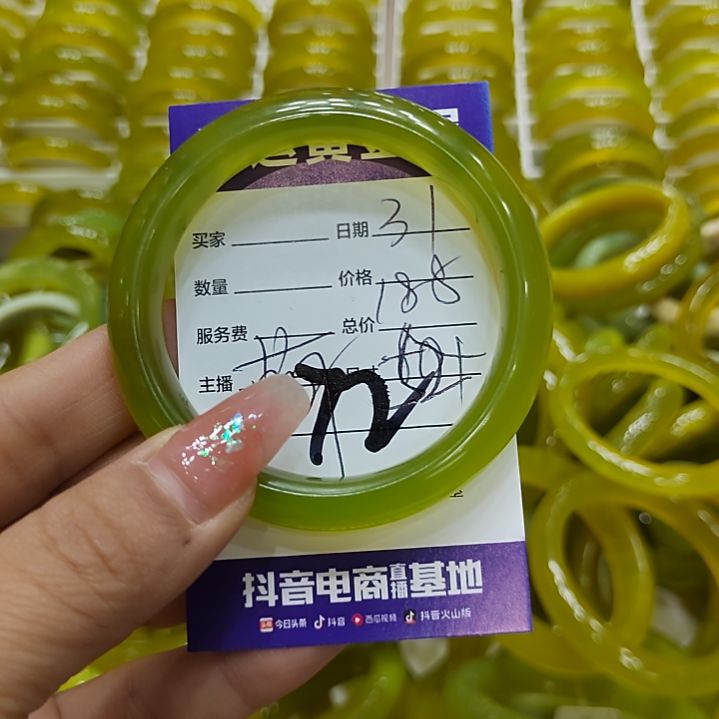 买家 日期 31
数量 价格 188
服务费 总价
主播
抖音电商直播基地
今日头条 抖音 西瓜视频 抖音火山版